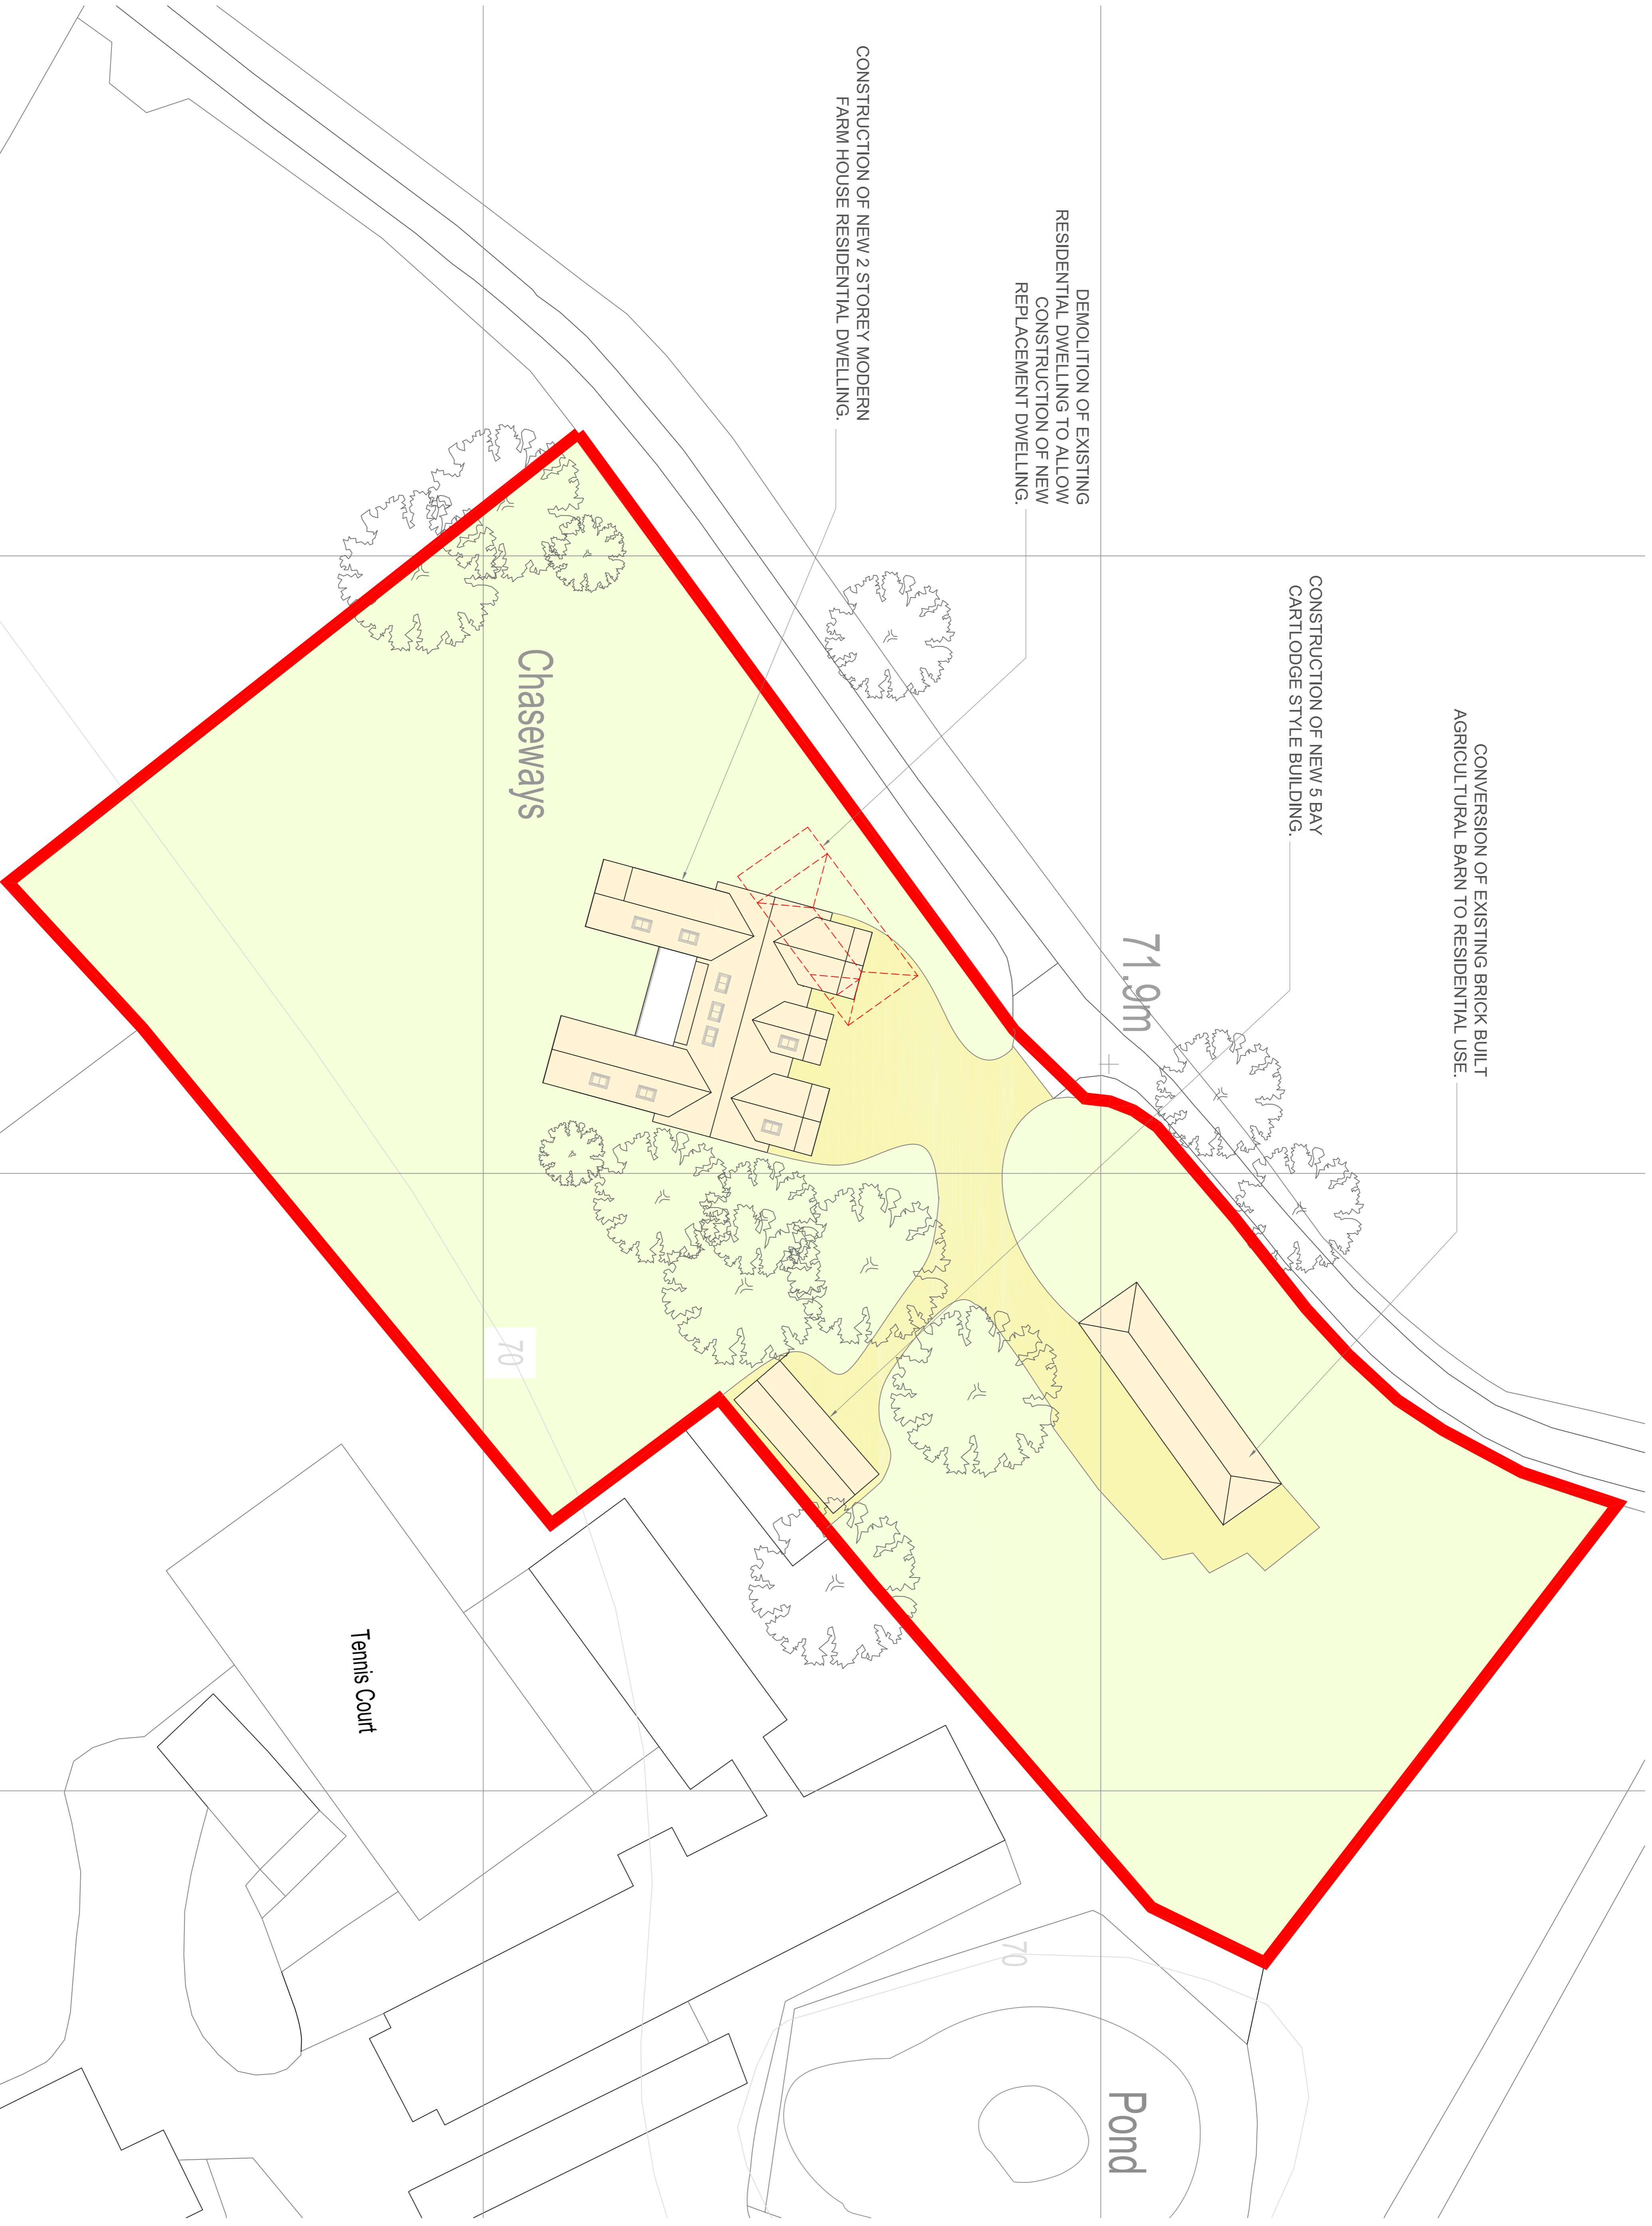 CONVERSION OF EXISTING BRICK BUILT
AGRICULTURAL BARN TO RESIDENTIAL USE.
CONSTRUCTION OF NEW 5 BAY
CARTLODGE STYLE BUILDING.
DEMOLITION OF EXISTING
RESIDENTIAL DWELLING TO ALLOW
CONSTRUCTION OF NEW
REPLACEMENT DWELLING.
CONSTRUCTION OF NEW 2 STOREY MODERN
FARM HOUSE RESIDENTIAL DWELLING.
71.9m
Chaseways
70
Tennis Court
70
Pond